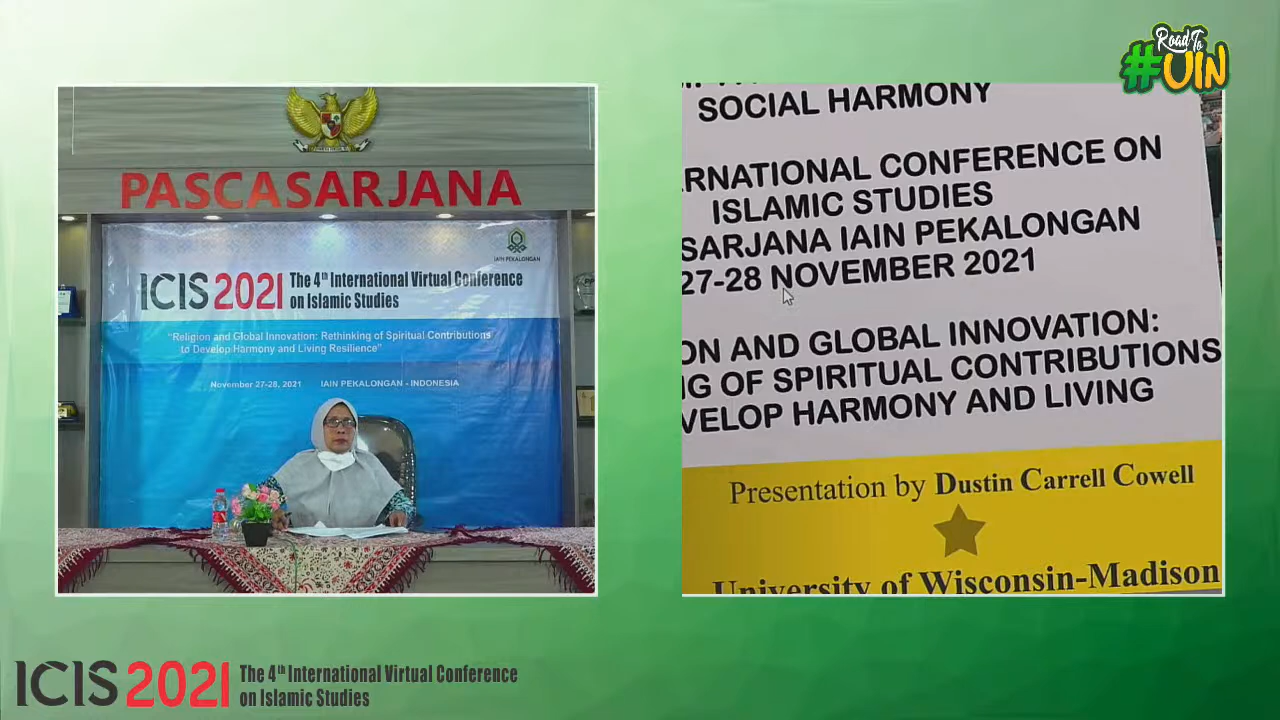 Road To
#UIN
PASCASARJANA
IAIN PEKALONGAN
ICIS 2021 The 4th International Virtual Conference
on Islamic Studies
"Religion and Global Innovation: Rethinking of Spiritual Contributions
to Develop Harmony and Living Resilience"
November 27-28, 2021 IAIN PEKALONGAN - INDONESIA
SOCIAL HARMONY
RNATIONAL CONFERENCE ON
ISLAMIC STUDIES
SARJANA IAIN PEKALONGAN
27-28 NOVEMBER 2021
ON AND GLOBAL INNOVATION:
NG OF SPIRITUAL CONTRIBUTIONS
VELOP HARMONY AND LIVING
Presentation by Dustin Carrell Cowell
University of Wisconsin-Madison
ICIS 2021 The 4th International Virtual Conference
on Islamic Studies